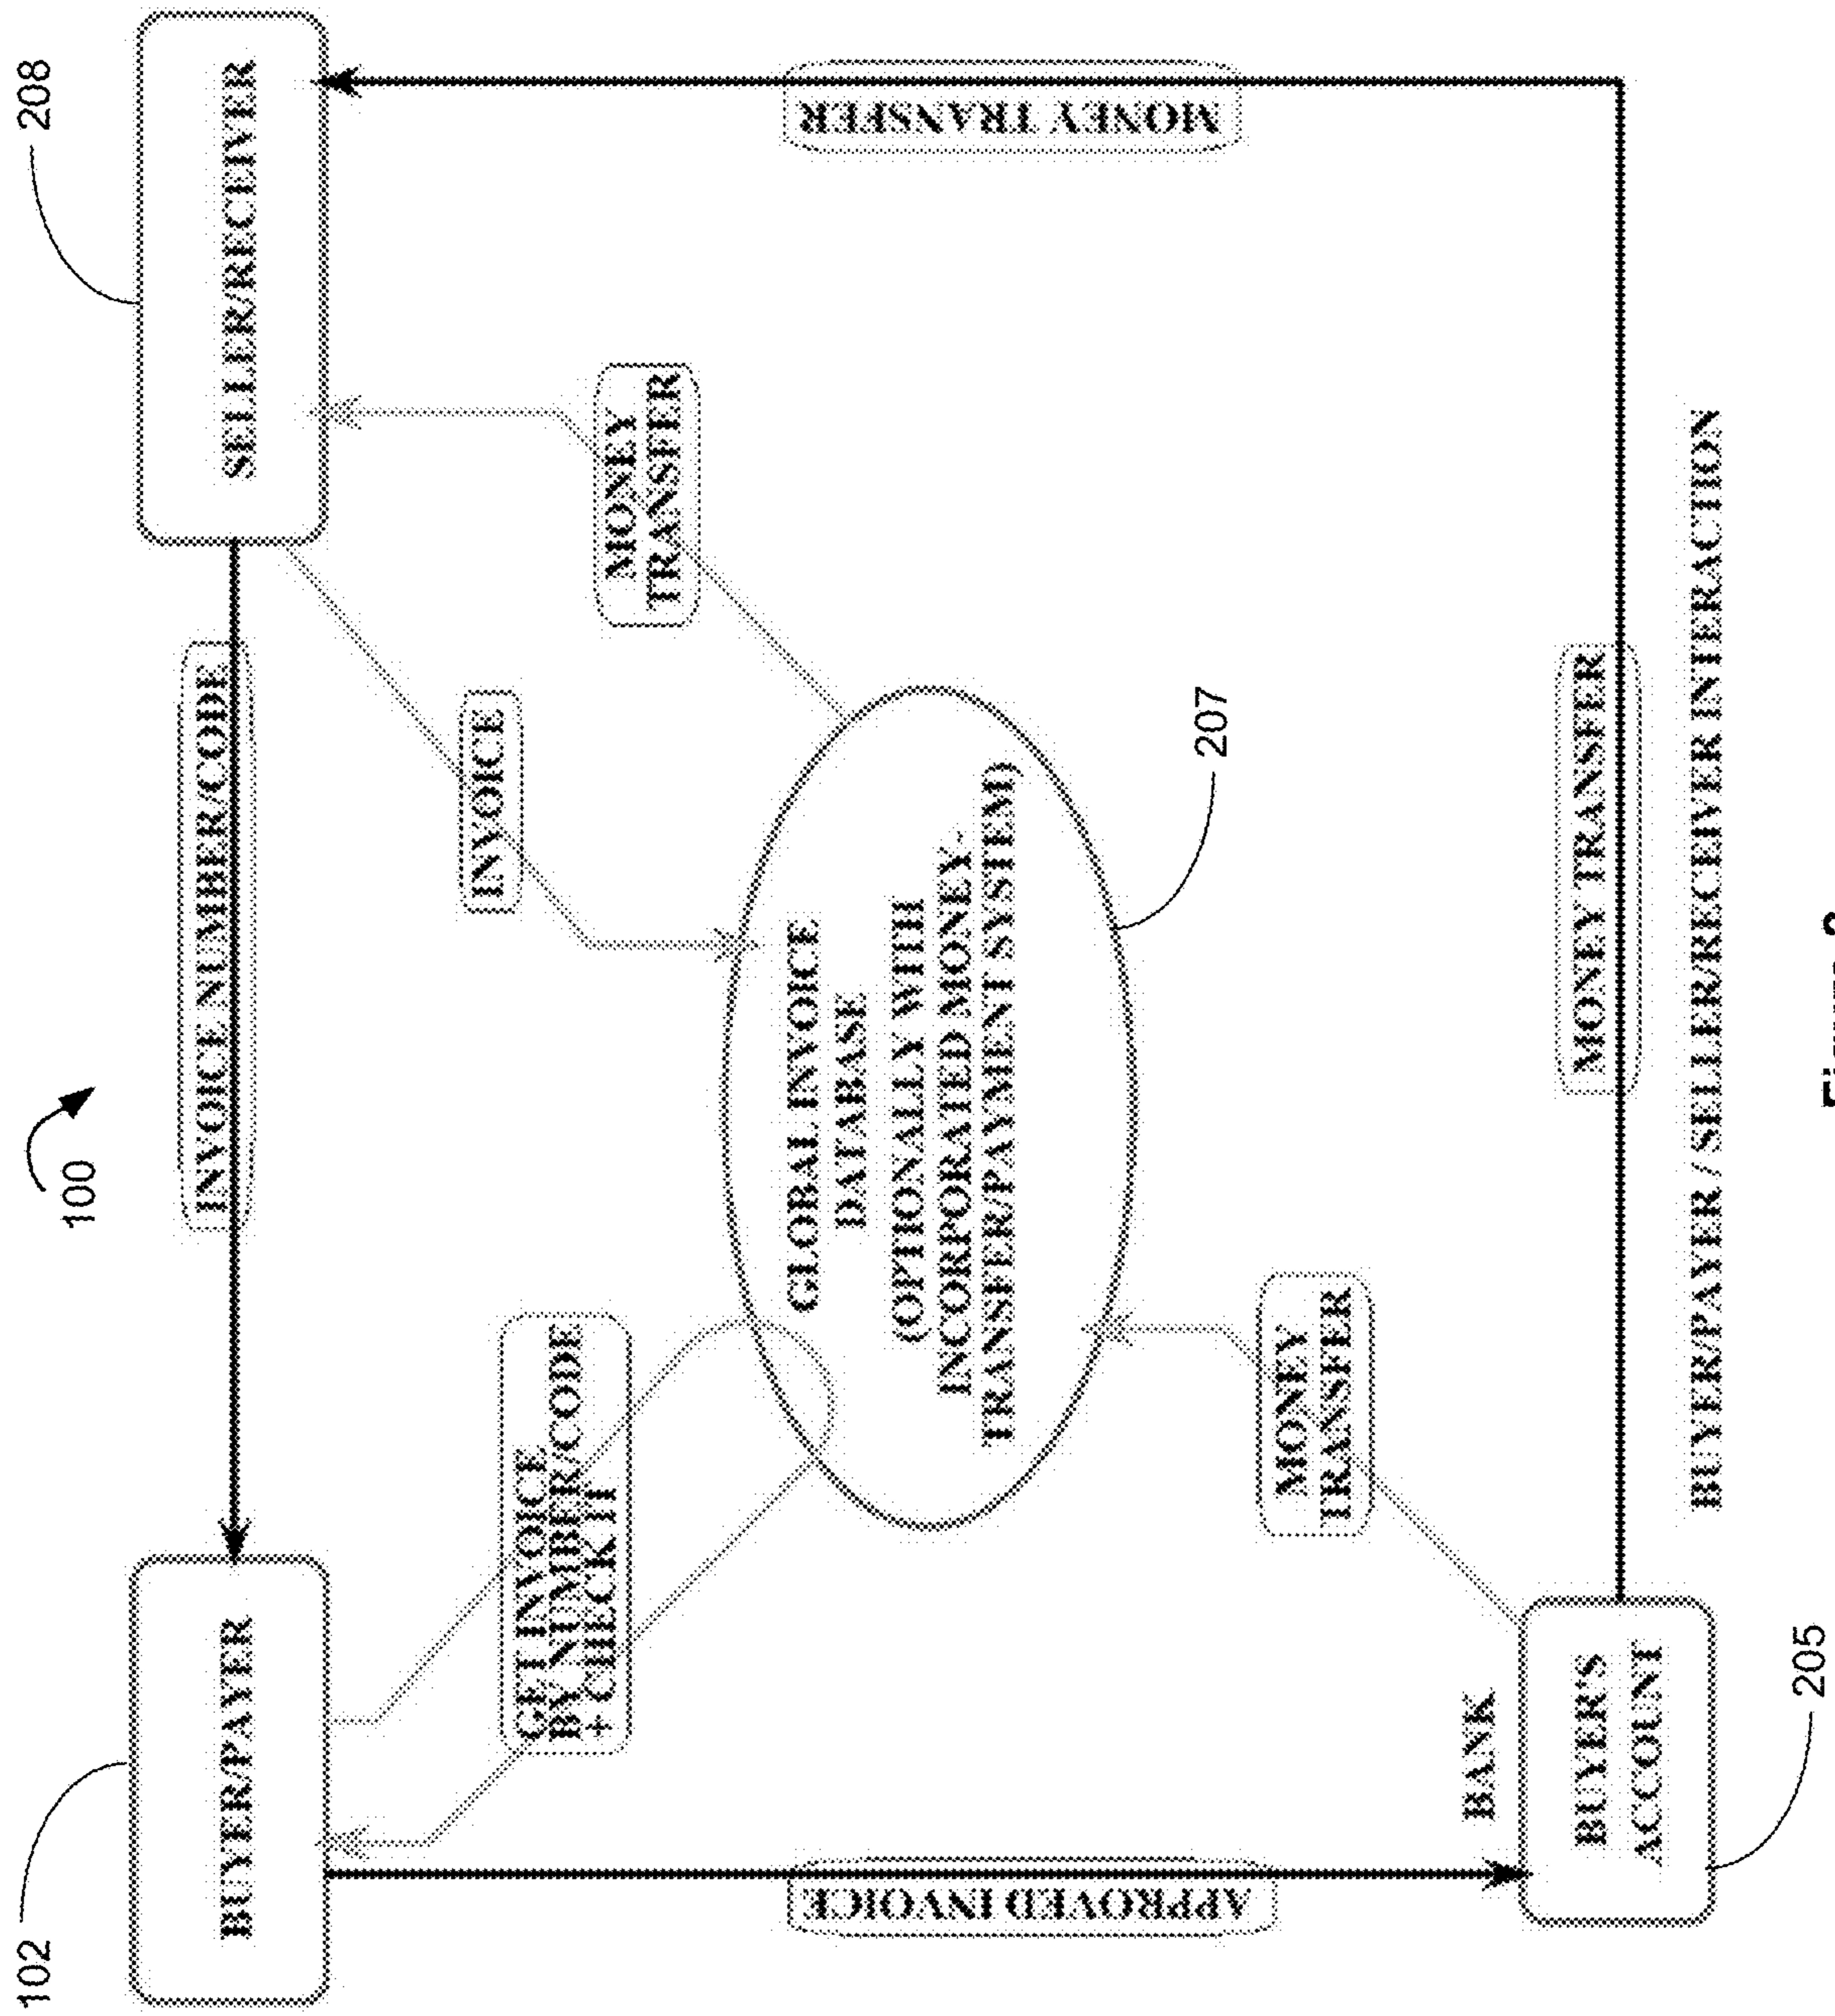 100
102
208
BUYER/PAYER
INVOICE NUMBER/CODE
SELLER/RECEIVER
GET INVOICE
BY NUMBER/CODE
+ CHECK IT
INVOICE
MONEY
TRANSFER
APPROVED INVOICE
GLOBAL INVOICE
DATABASE
(OPTIONALLY WITH
INCORPORATED MONEY-
TRANSFER/PAYMENT SYSTEM)
207
MONEY TRANSFER
MONEY
TRANSFER
BANK
BUYER'S
ACCOUNT
MONEY TRANSFER
205
BUYER/PAYER / SELLER/RECEIVER INTERACTION